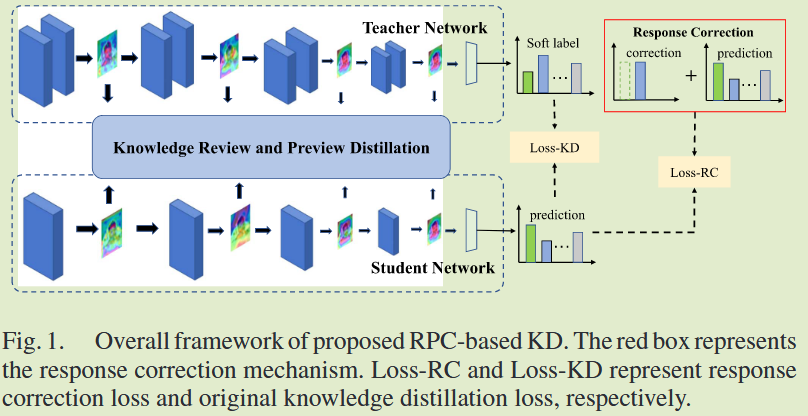 Teacher Network
Soft label
Response Correction
correction
prediction
+
...
...
Knowledge Review and Preview Distillation
Loss-KD
Loss-RC
prediction
...
Student Network
Fig. 1. Overall framework of proposed RPC-based KD. The red box represents
the response correction mechanism. Loss-RC and Loss-KD represent response
correction loss and original knowledge distillation loss, respectively.